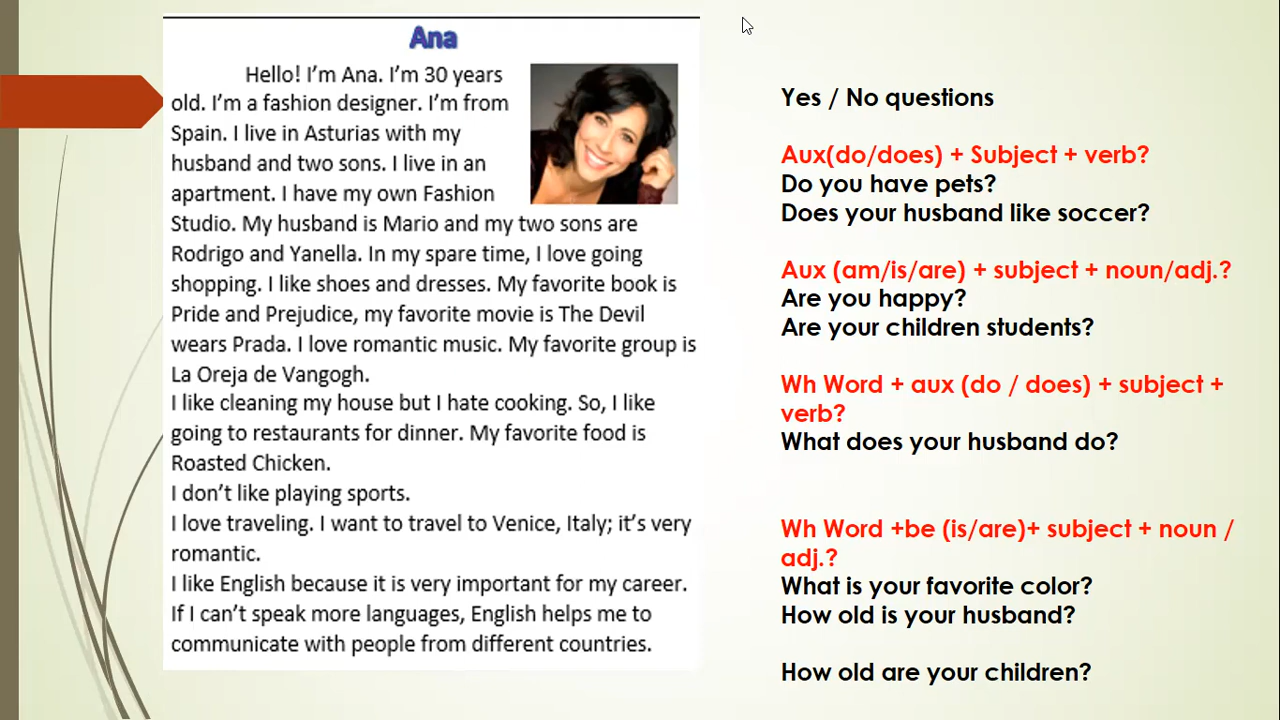 Ana
Hello! I'm Ana. I'm 30 years
old. I'm a fashion designer. I'm from
Spain. I live in Asturias with my
husband and two sons. I live in an
apartment. I have my own Fashion
Studio. My husband is Mario and my two sons are
Rodrigo and Yanella. In my spare time, I love going
shopping. I like shoes and dresses. My favorite book is
Pride and Prejudice, my favorite movie is The Devil
wears Prada. I love romantic music. My favorite group is
La Oreja de Vangogh.
I like cleaning my house but I hate cooking. So, I like
going to restaurants for dinner. My favorite food is
Roasted Chicken.
I don't like playing sports.
I love traveling. I want to travel to Venice, Italy; it's very
romantic.
I like English because it is very important for my career.
If I can't speak more languages, English helps me to
communicate with people from different countries.
Yes / No questions
Aux(do/does) + Subject + verb?
Do you have pets?
Does your husband like soccer?
Aux (am/is/are) + subject + noun/adj.?
Are you happy?
Are your children students?
Wh Word + aux (do / does) + subject +
verb?
What does your husband do?
Wh Word +be (is/are)+ subject + noun /
adj.?
What is your favorite color?
How old is your husband?
How old are your children?